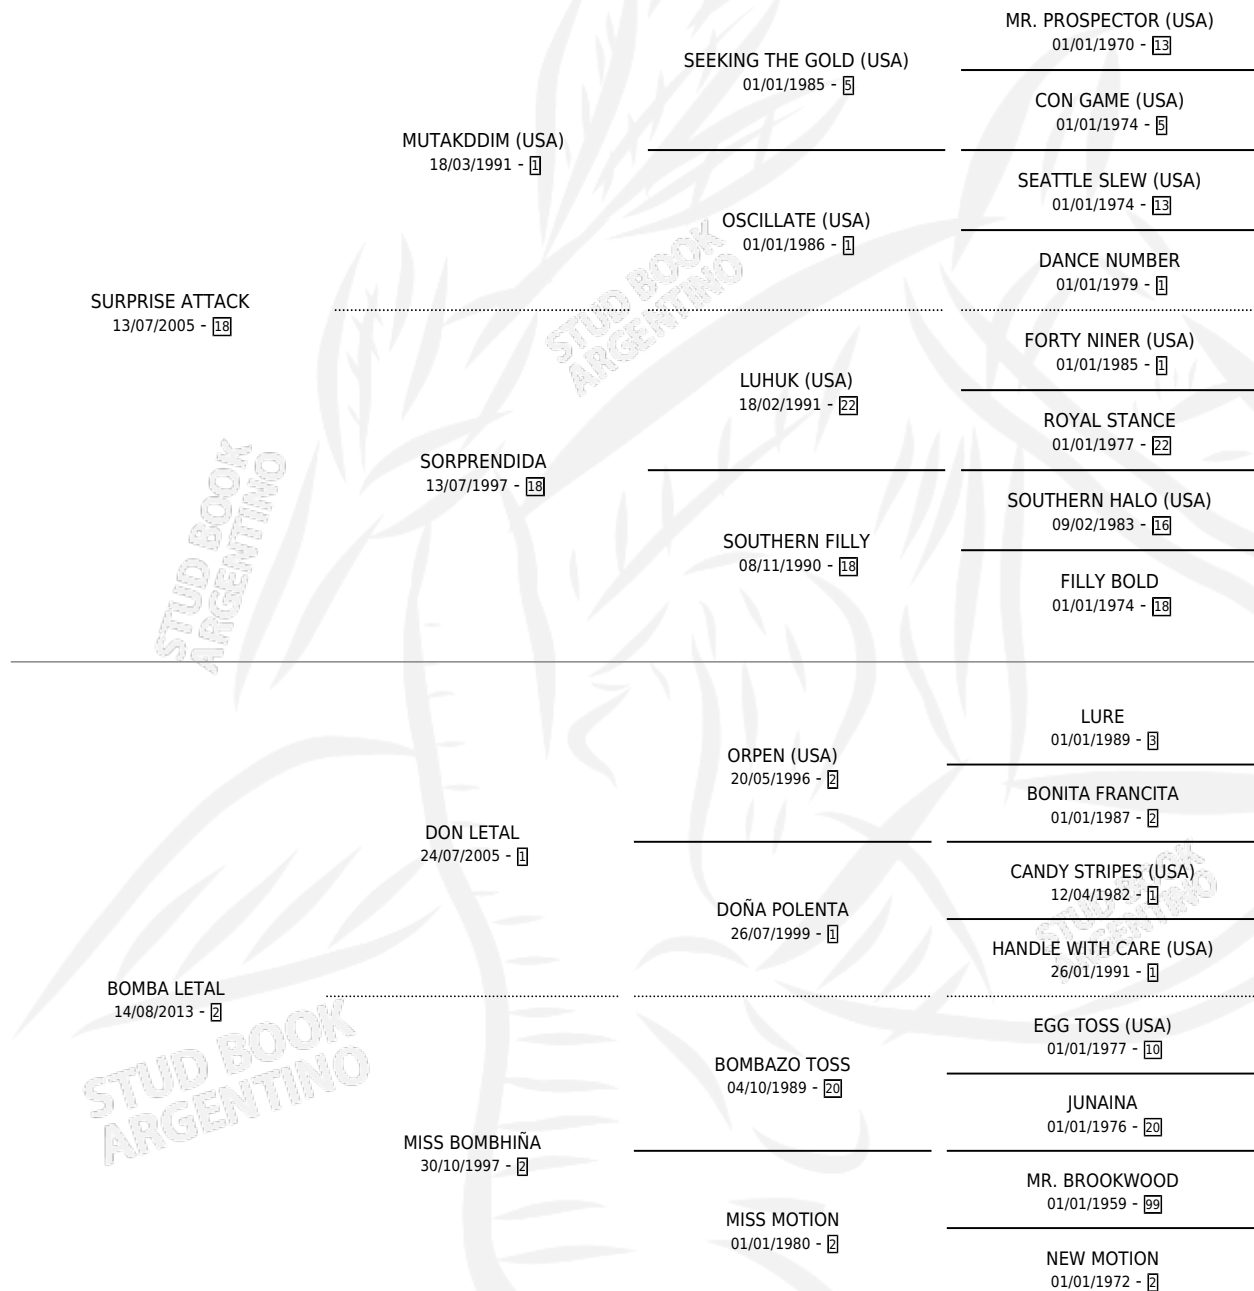 MR. PROSPECTOR (USA)
01/01/1970 - 13
SEEKING THE GOLD (USA)
01/01/1985 - 5
CON GAME (USA)
01/01/1974 - 5
MUTAKDDIM (USA)
18/03/1991 - 1
SEATTLE SLEW (USA)
01/01/1974 - 13
OSCILLATE (USA)
01/01/1986 - 1
DANCE NUMBER
01/01/1979 - 1
SURPRISE ATTACK
13/07/2005 - 18
STUD BOOK
ARGENTINO
FORTY NINER (USA)
01/01/1985 - 1
LUHUK (USA)
18/02/1991 - 22
ROYAL STANCE
01/01/1977 - 22
SORPRENDIDA
13/07/1997 - 18
SOUTHERN HALO (USA)
09/02/1983 - 16
SOUTHERN FILLY
08/11/1990 - 18
FILLY BOLD
01/01/1974 - 18
STUD BOOK
ARGENTINO
LURE
01/01/1989 - 3
ORPEN (USA)
20/05/1996 - 2
BONITA FRANCITA
01/01/1987 - 2
DON LETAL
24/07/2005 - 1
CANDY STRIPES (USA)
12/04/1982 - 1
DOÑA POLENTA
26/07/1999 - 1
HANDLE WITH CARE (USA)
26/01/1991 - 1
STUD BOOK
ARGENTINO
BOMBA LETAL
14/08/2013 - 2
EGG TOSS (USA)
01/01/1977 - 10
BOMBAZO TOSS
04/10/1989 - 20
JUNAINA
01/01/1976 - 20
STUD BOOK
ARGENTINO
MISS BOMBHIÑA
30/10/1997 - 2
MR. BROOKWOOD
01/01/1959 - 99
MISS MOTION
01/01/1980 - 2
NEW MOTION
01/01/1972 - 2